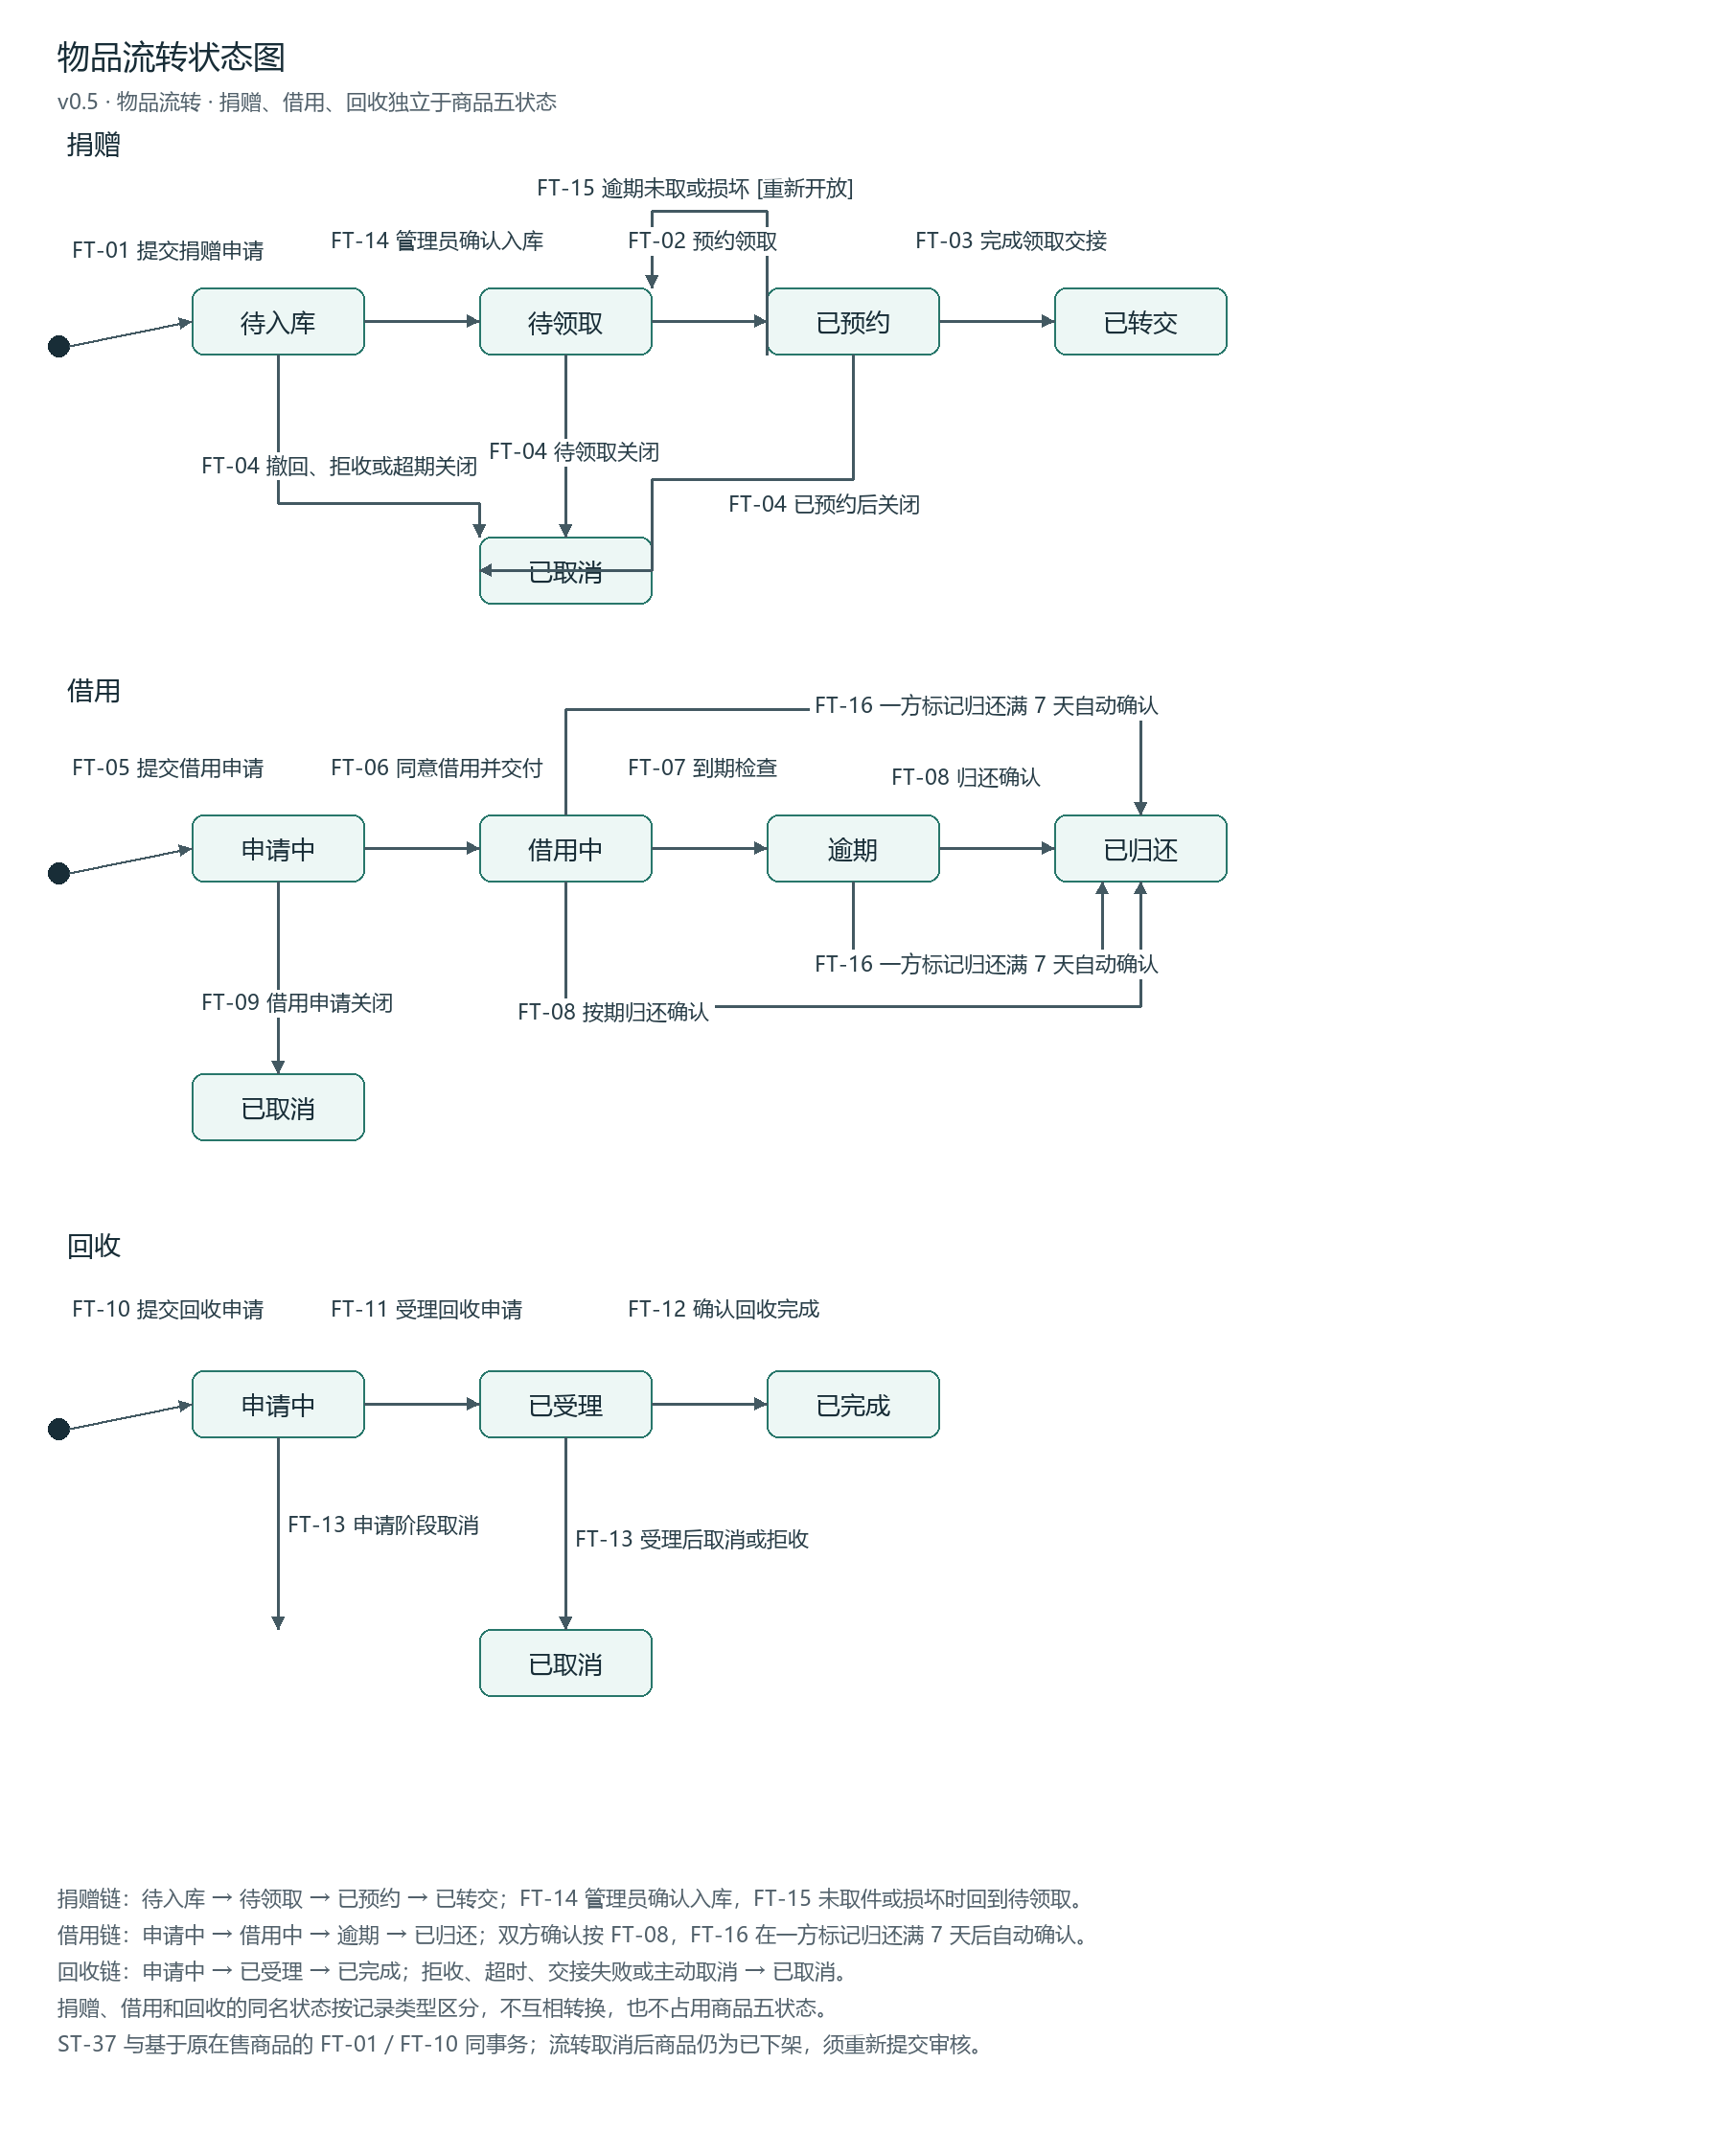 物品流转状态图
v0.5 · 物品流转 · 捐赠、借用、回收独立于商品五状态
捐赠
FT-15 逾期未取或损坏 [重新开放]
FT-01 提交捐赠申请
FT-14 管理员确认入库
FT-02 预约领取
FT-03 完成领取交接
待入库
待领取
已预约
已转交
FT-04 撤回、拒收或超期关闭
FT-04 待领取关闭
FT-04 已预约后关闭
已取消
借用
FT-16 一方标记归还满 7 天自动确认
FT-05 提交借用申请
FT-06 同意借用并交付
FT-07 到期检查
FT-08 归还确认
申请中
借用中
逾期
已归还
FT-16 一方标记归还满 7 天自动确认
FT-09 借用申请关闭
FT-08 按期归还确认
已取消
回收
FT-10 提交回收申请
FT-11 受理回收申请
FT-12 确认回收完成
申请中
已受理
已完成
FT-13 申请阶段取消
FT-13 受理后取消或拒收
已取消
捐赠链：待入库 → 待领取 → 已预约 → 已转交；FT-14 管理员确认入库，FT-15 未取件或损坏时回到待领取。
借用链：申请中 → 借用中 → 逾期 → 已归还；双方确认按 FT-08，FT-16 在一方标记归还满 7 天后自动确认。
回收链：申请中 → 已受理 → 已完成；拒收、超时、交接失败或主动取消 → 已取消。
捐赠、借用和回收的同名状态按记录类型区分，不互相转换，也不占用商品五状态。
ST-37 与基于原在售商品的 FT-01 / FT-10 同事务；流转取消后商品仍为已下架，须重新提交审核。